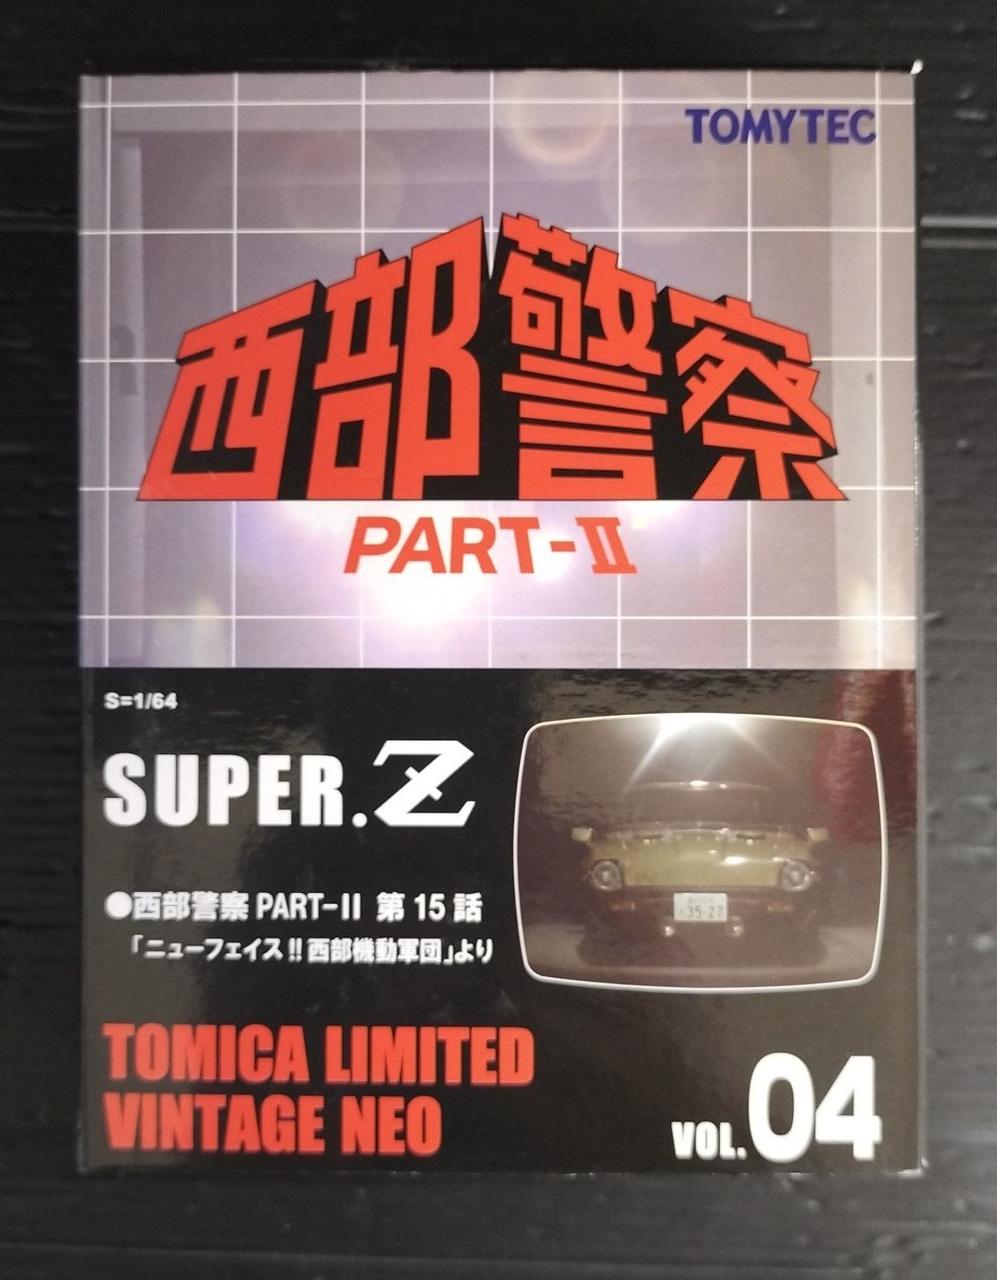 TOMYTEC
西部警察
PART-II
S=1/64
SUPER.Z
●西部警察 PART-II 第15話
「ニューフェイス!! 西部機動軍団」より
35-27
TOMICA LIMITED
VINTAGE NEO
VOL.04